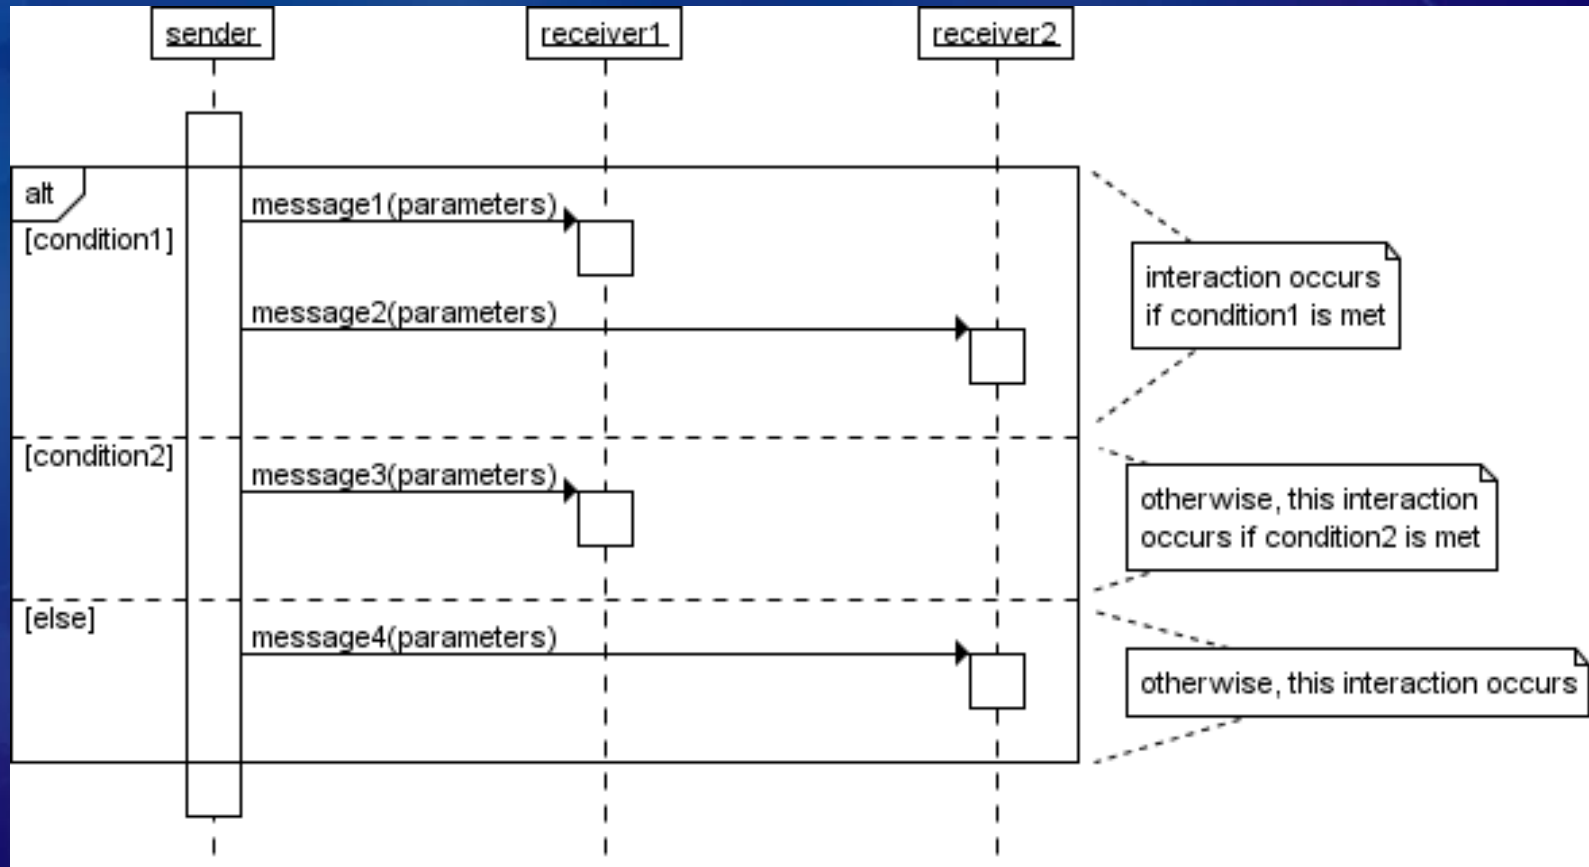 sender
receiver1
receiver2
alt
[condition1]
message1(parameters)
message2(parameters)
interaction occurs
if condition1 is met
[condition2]
message3(parameters)
otherwise, this interaction
occurs if condition2 is met
[else]
message4(parameters)
otherwise, this interaction occurs